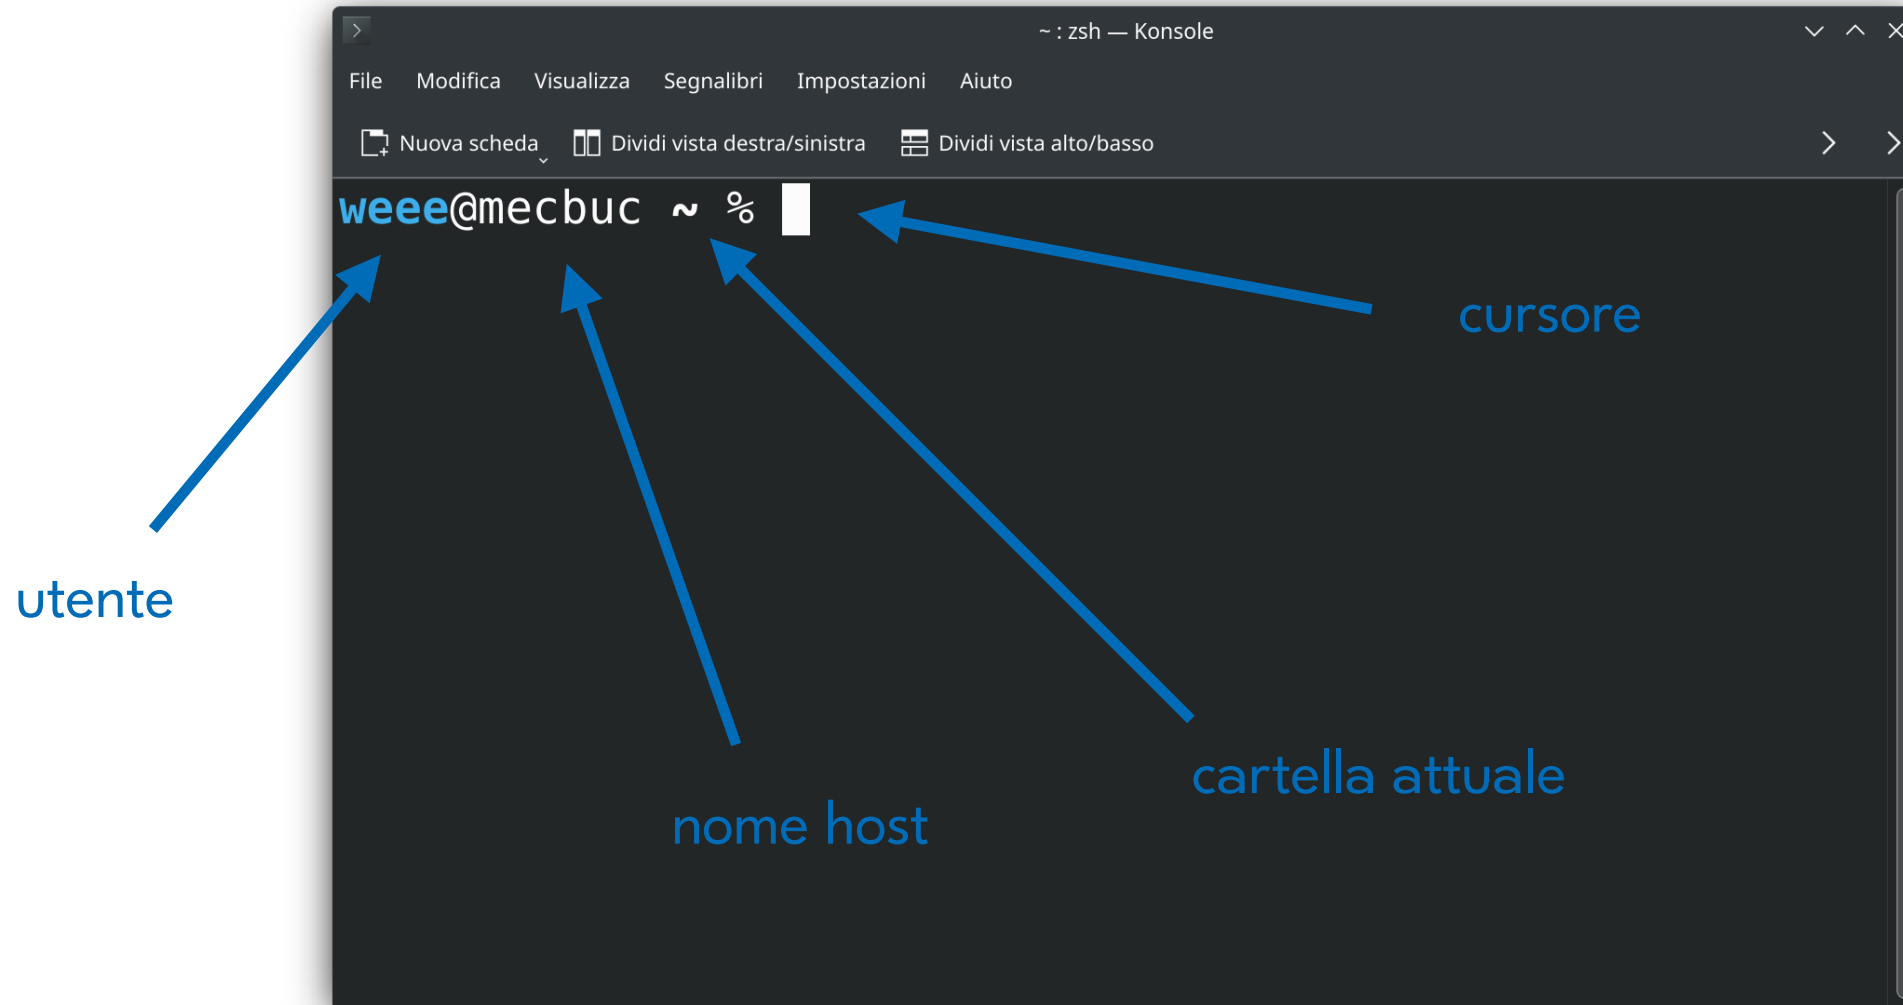 ~ : zsh — Konsole
File Modifica Visualizza Segnalibri Impostazioni Aiuto
Nuova scheda Dividi vista destra/sinistra Dividi vista alto/basso
weee@mecbuc ~ %
cursore
utente
cartella attuale
nome host